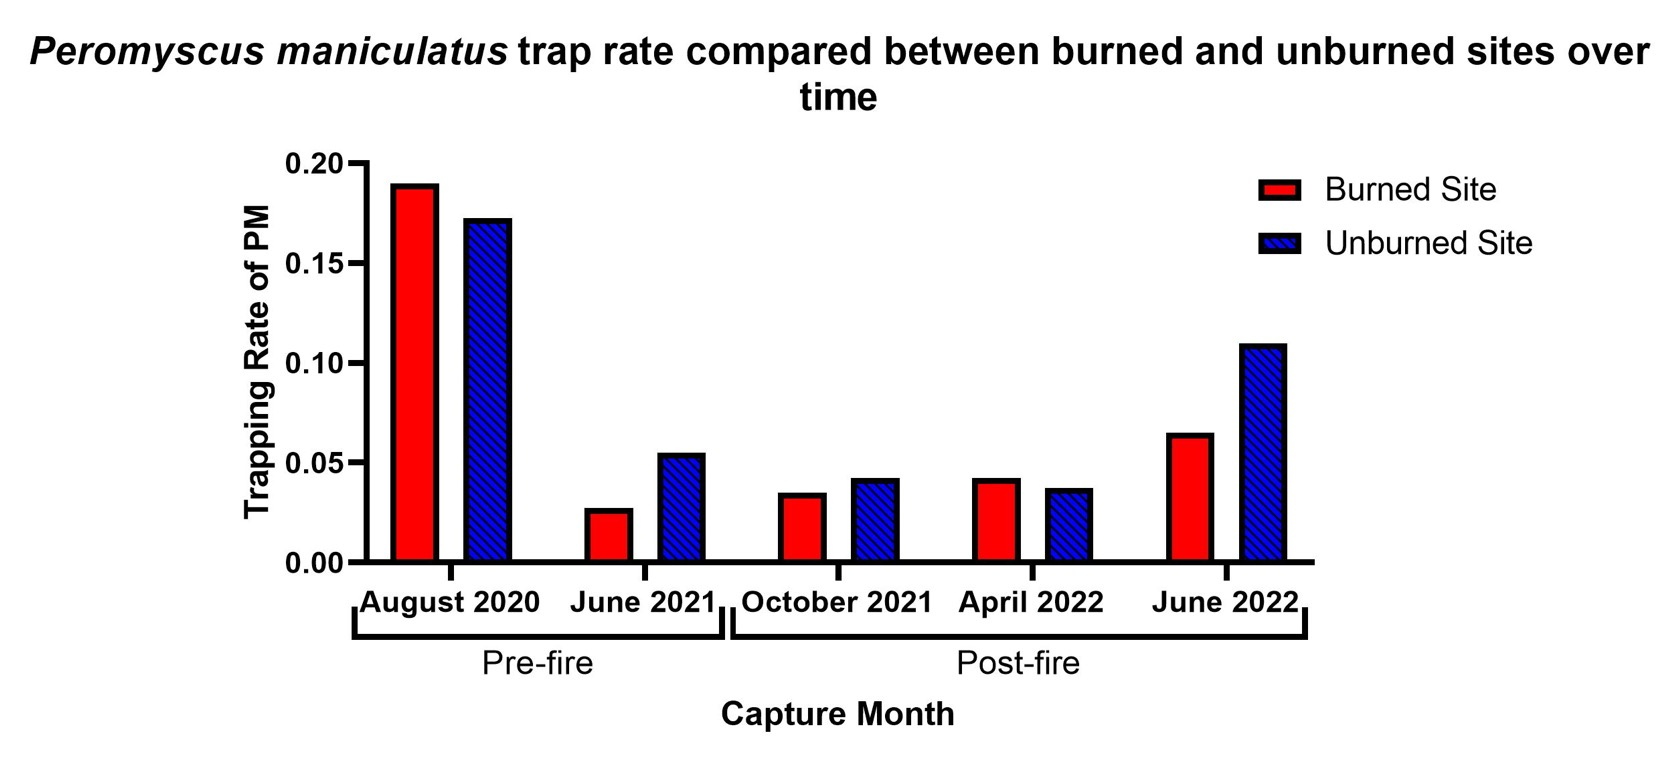 Peromyscus maniculatus trap rate compared between burned and unburned sites over
time
Trapping Rate of PM
0.20
0.15
0.10
0.05
0.00
Burned Site
Unburned Site
August 2020 June 2021 October 2021 April 2022 June 2022
Pre-fire Post-fire
Capture Month